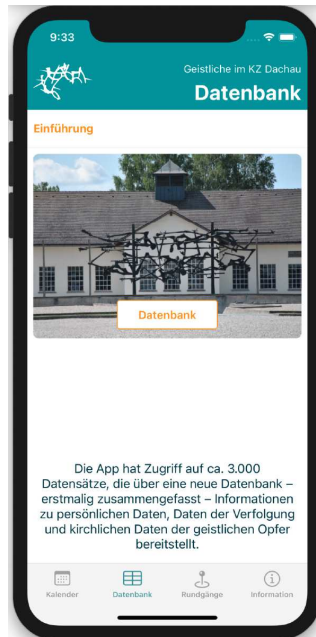 9:33
Geistliche im KZ Dachau
Datenbank
Einführung
Datenbank
Die App hat Zugriff auf ca. 3.000
Datensätze, die über eine neue Datenbank –
erstmalig zusammengefasst – Informationen
zu persönlichen Daten, Daten der Verfolgung
und kirchlichen Daten der geistlichen Opfer
bereitstellt.
Kalender Datenbank Rundgänge Information